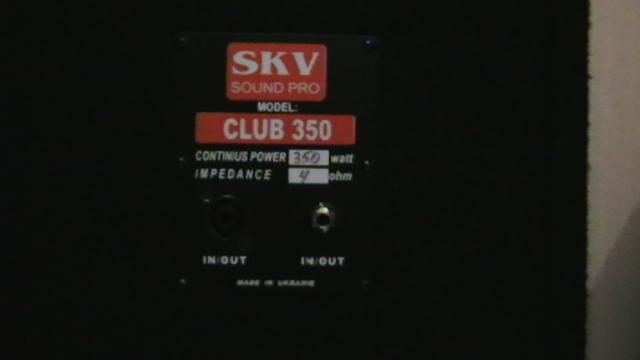 SKV
SOUND PRO
MODEL:
CLUB 350
CONTINIUS POWER 350 watt
IMPEDANCE 4 ohm
IN/OUT IN/OUT
MADE IN UKRAINE